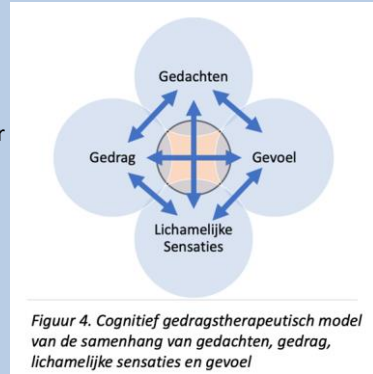 r
Gedachten
Gedrag
Gevoel
Lichamelijke
Sensaties
Figuur 4. Cognitief gedragstherapeutisch model
van de samenhang van gedachten, gedrag,
lichamelijke sensaties en gevoel